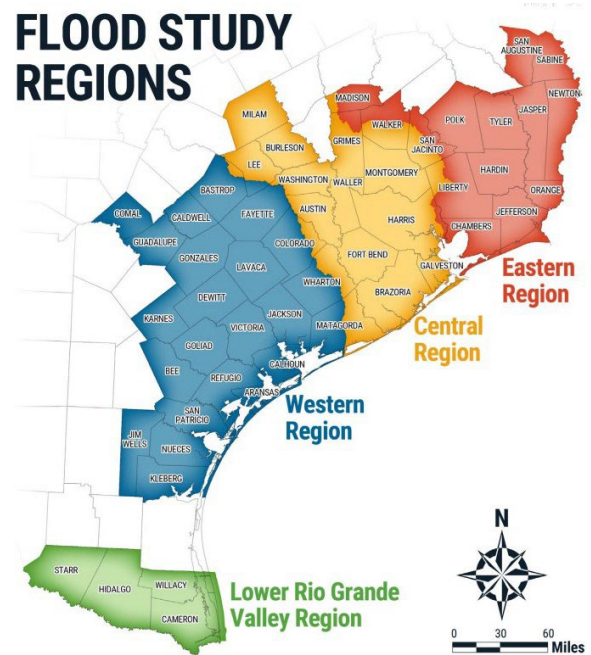 FLOOD STUDY
REGIONS
SAN
AUGUSTINE
SABINE
NEWTON
JASPER
MADISON
POLK
TYLER
MILAM
WALKER
GRIMES
SAN
JACINTO
BURLESON
LEE
MONTGOMERY
HARDIN
WASHINGTON
WALLER
LIBERTY
ORANGE
BASTROP
AUSTIN
JEFFERSON
COMAL
CALDWELL
FAYETTE
HARRIS
CHAMBERS
GUADALUPE
COLORADO
GONZALES
FORT BEND
LAVACA
GALVESTON
Eastern
Region
WHARTON
BRAZORIA
DEWITT
JACKSON
KARNES
VICTORIA
MATAGORDA
Central
Region
GOLIAD
CALHOUN
BEE
REFUGIO
ARANSAS
Western
Region
SAN
PATRICIO
JIM
WELLS
NUECES
KLEBERG
STARR
HIDALGO
WILLACY
CAMERON
Lower Rio Grande
Valley Region
N
0 30 60
Miles